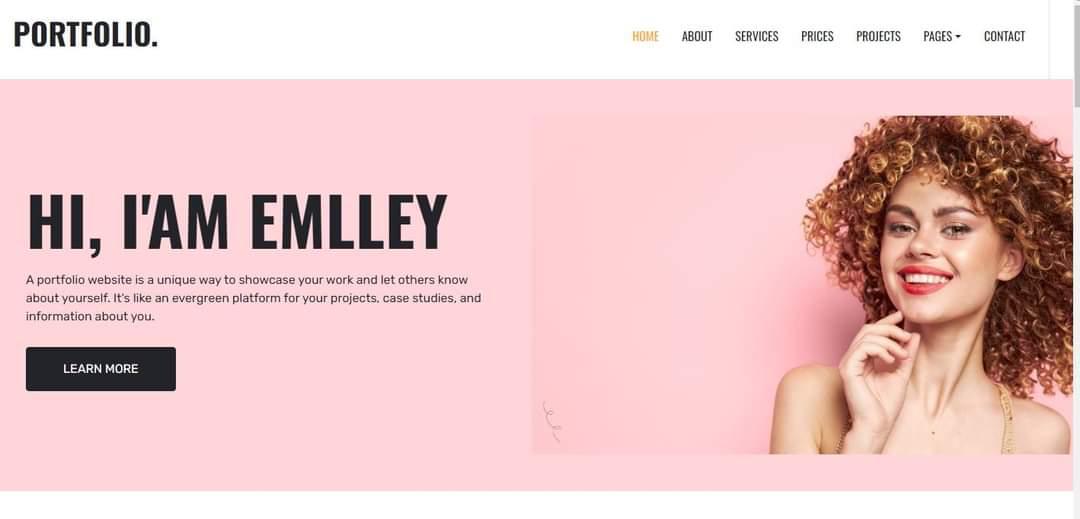 PORTFOLIO.
HOME ABOUT SERVICES PRICES PROJECTS PAGES CONTACT
HI, I'AM EMLLEY
A portfolio website is a unique way to showcase your work and let others know
about yourself. It's like an evergreen platform for your projects, case studies, and
information about you.
LEARN MORE